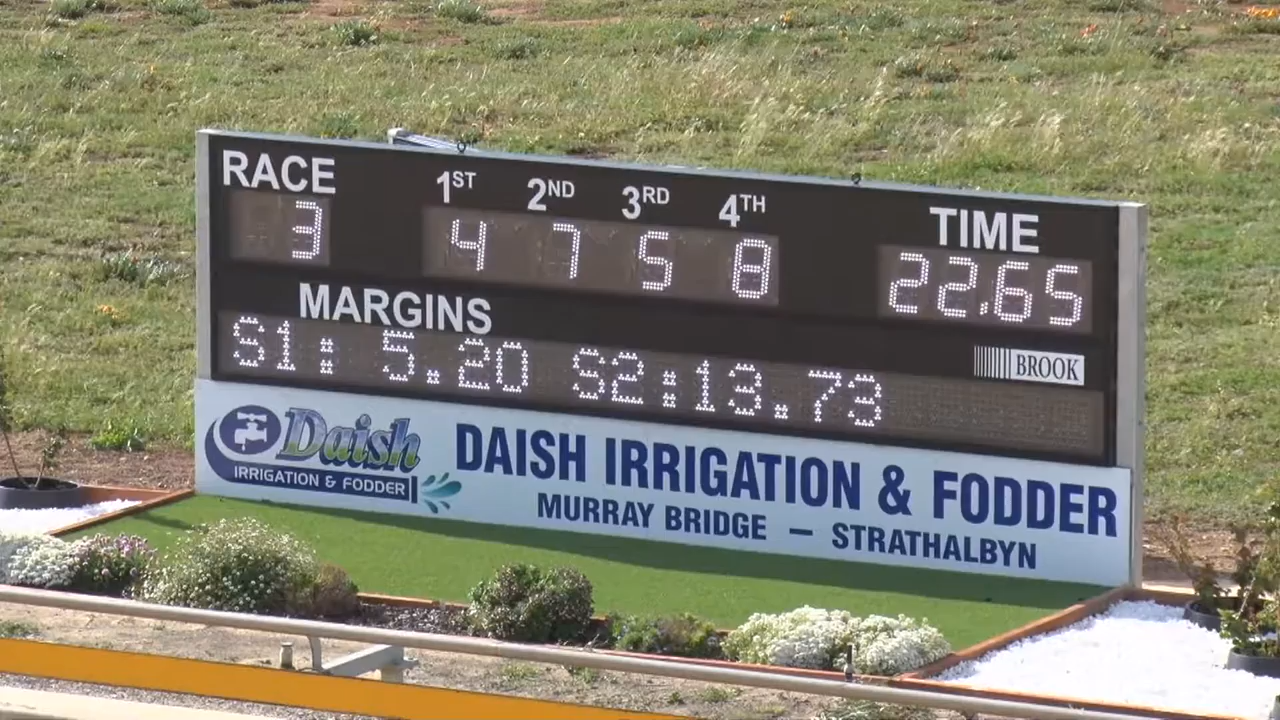 RACE 1ST 2ND 3RD 4TH TIME
3 4 7 5 8 22.65
MARGINS
S1: 5.20 S2:13.73
BROOK
Daish
IRRIGATION & FODDER
DAISH IRRIGATION & FODDER
MURRAY BRIDGE – STRATHALBYN